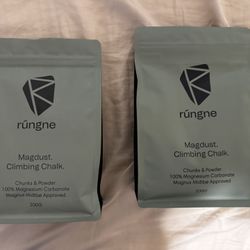 rúngne
Magdust.
Climbing Chalk.
Chunks & Powder
100% Magnesium Carbonate
Magnus Midtbø Approved
200G
rúngne
Magdust.
Climbing Chalk.
Chunks & Powder
100% Magnesium Carbonate
Magnus Midtbø Approved
200G